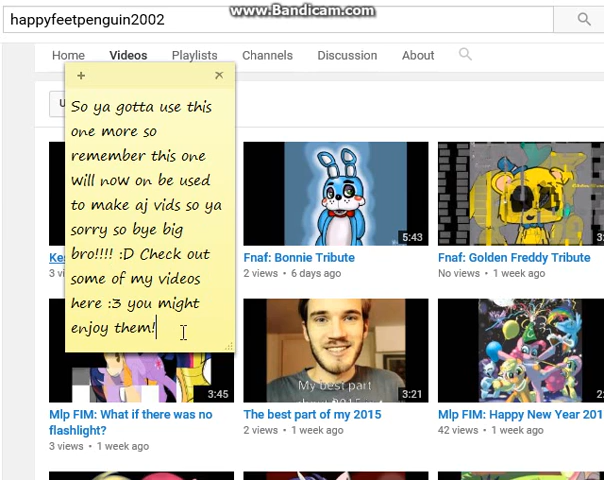 www.Bandicam.com
happyfeetpenguin2002
Home Videos Playlists Channels Discussion About
U
So ya gotta use this
one more so
remember this one
will now on be used
to make aj vids so ya
sorry so bye big
bro!!!! :D Check out
some of my videos
here :3 you might
enjoy them!
5:43
Kes
Fnaf: Bonnie Tribute
Fnaf: Golden Freddy Tribute
3 vi
2 views • 6 days ago
No views • 1 week ago
My best part
3:45
3:21
Mlp FIM: What if there was no
flashlight?
The best part of my 2015
Mlp FIM: Happy New Year 201
3 views • 1 week ago
2 views • 1 week ago
42 views • 1 week ago